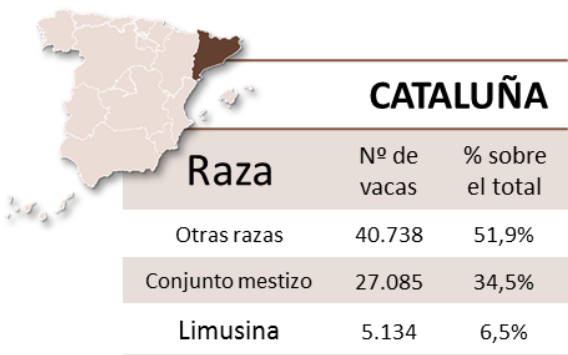 CATALUÑA
Raza Nº de vacas % sobre el total
Otras razas 40.738 51,9%
Conjunto mestizo 27.085 34,5%
Limusina 5.134 6,5%